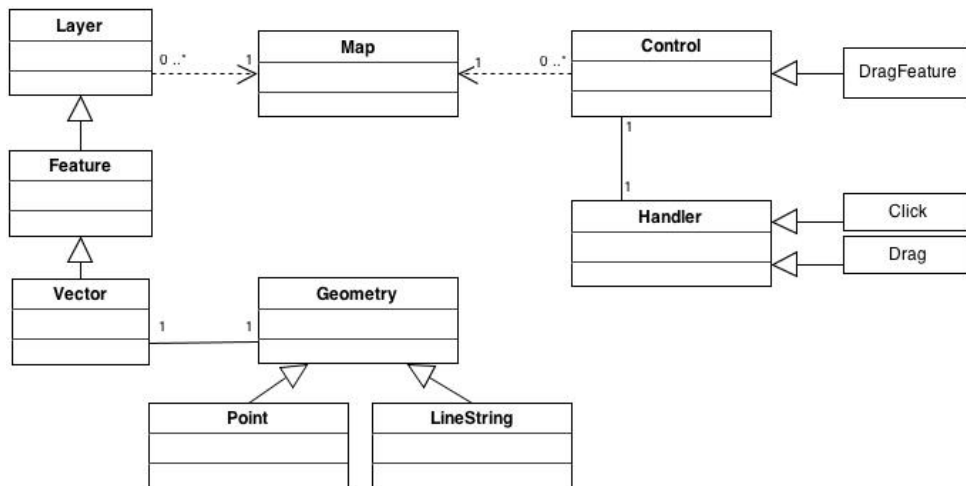 Layer
Map
Control
DragFeature
0 ..*
1
1
0 ..*
1
Feature
1
Handler
Click
Drag
Vector
Geometry
1
1
Point
LineString